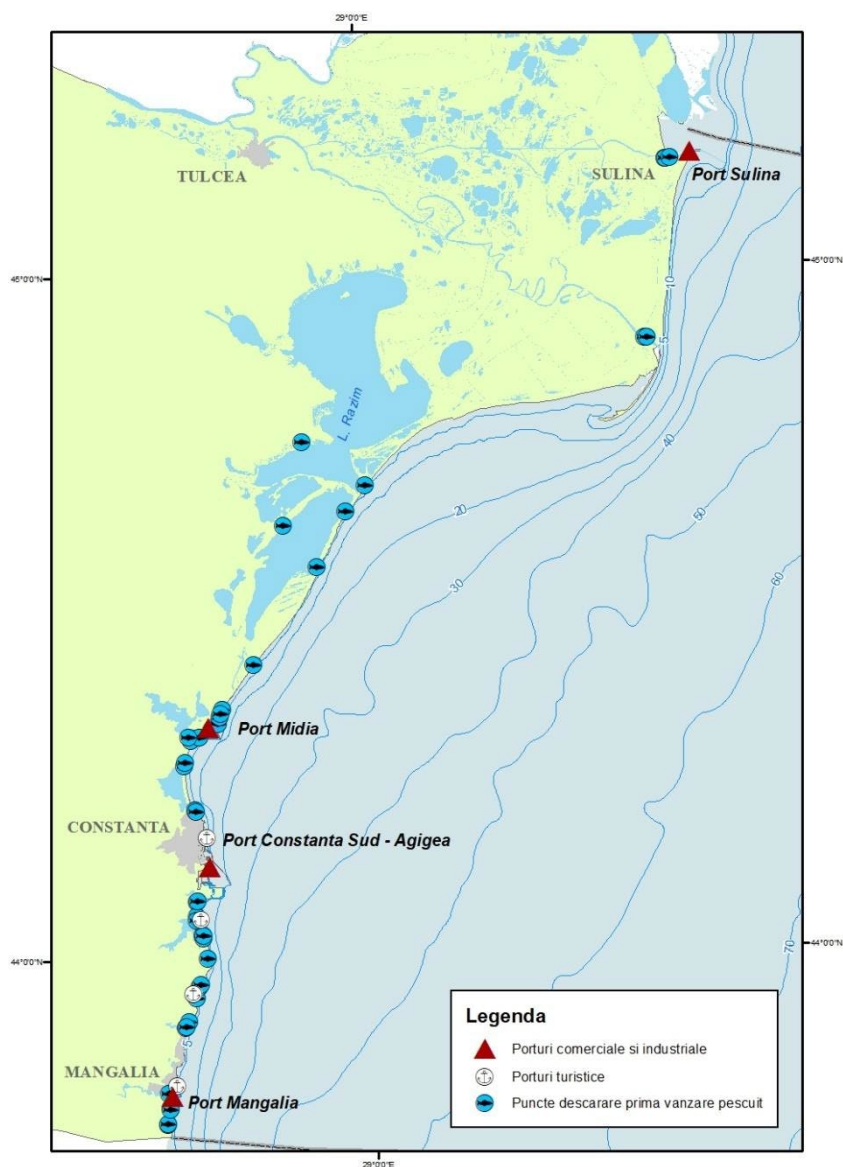 29°0'0"E
TULCEA
SULINA
Port Sulina
45°0'0"N
45°0'0"N
10
5
L. Razim
40
20
50
30
60
Port Midia
CONSTANTA
Port Constanta Sud - Agigea
44°0'0"N
44°0'0"N
70
5
MANGALIA
Port Mangalia
Legenda
Porturi comerciale si industriale
Porturi turistice
Puncte descarare prima vanzare pescuit
29°0'0"E